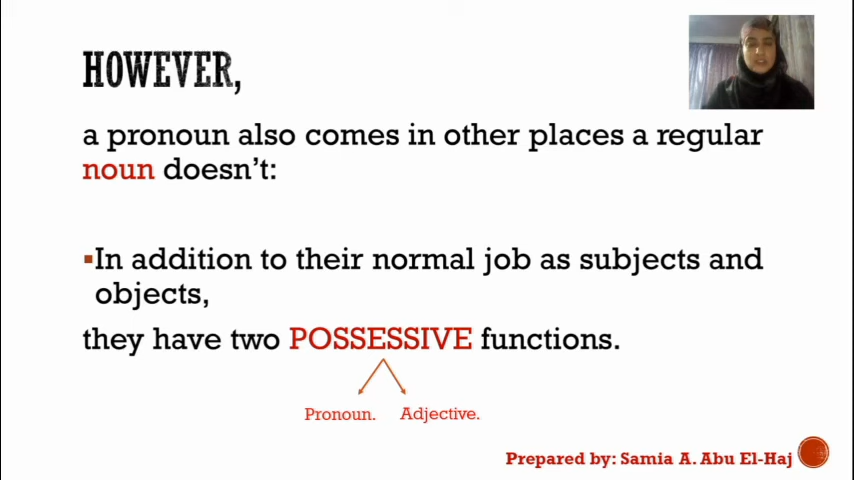 HOWEVER,
a pronoun also comes in other places a regular
noun doesn't:
In addition to their normal job as subjects and
objects,
they have two POSSESSIVE functions.
Pronoun. Adjective.
Prepared by: Samia A. Abu El-Haj